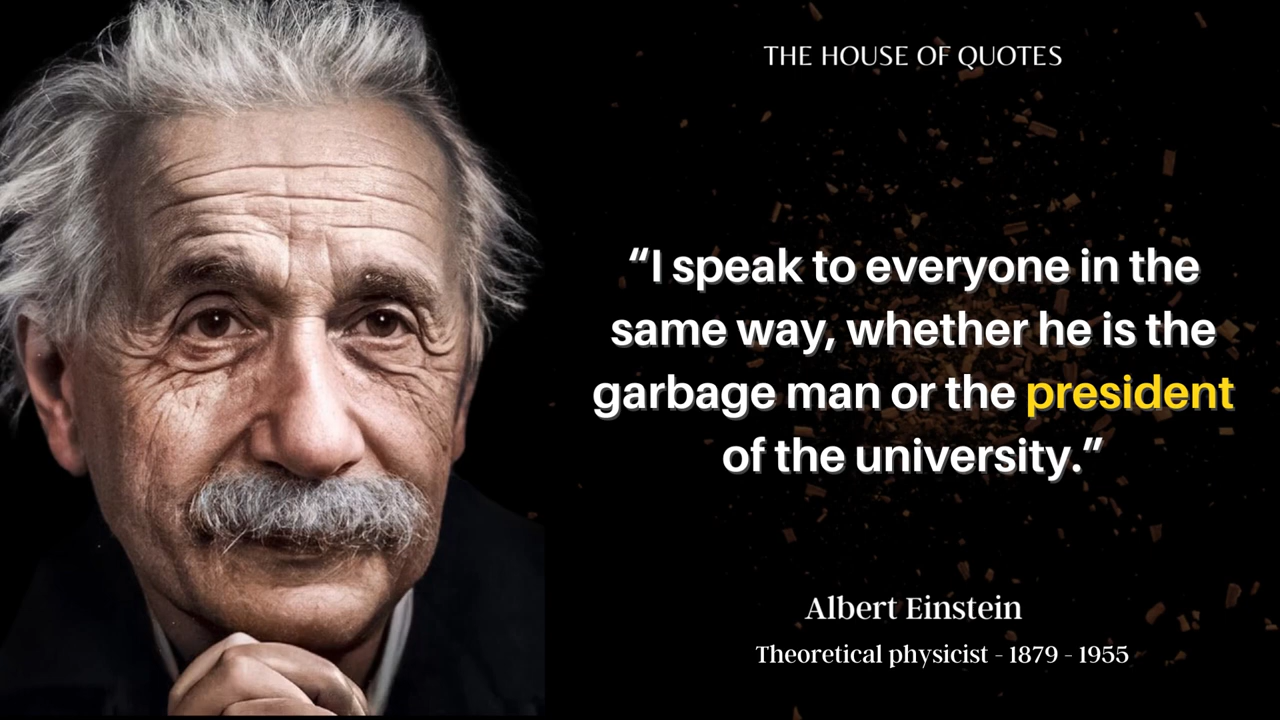 THE HOUSE OF QUOTES
“I speak to everyone in the
same way, whether he is the
garbage man or the president
of the university.”
Albert Einstein
Theoretical physicist - 1879 - 1955